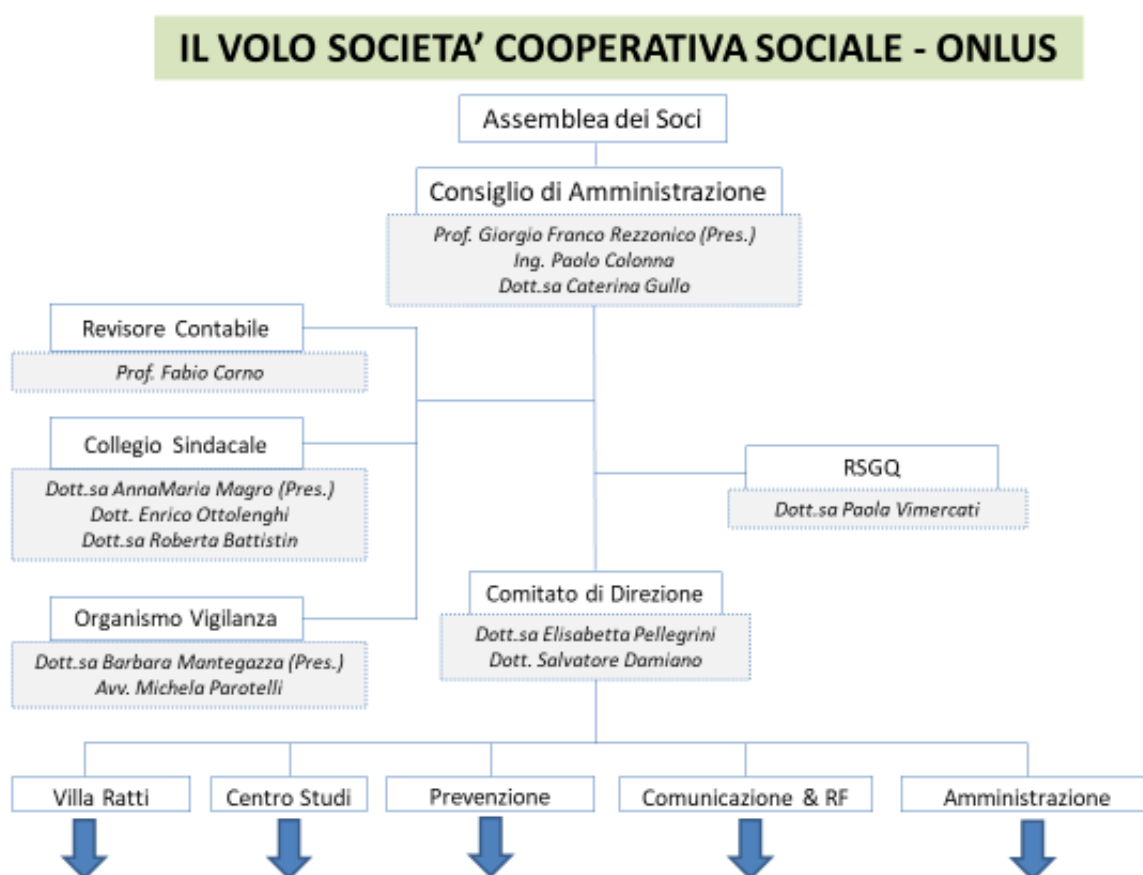 IL VOLO SOCIETA’ COOPERATIVA SOCIALE - ONLUS
Assemblea dei Soci
Consiglio di Amministrazione
Prof. Giorgio Franco Rezzonico (Pres.)
Ing. Paolo Colonna
Dott.sa Caterina Gullo
Revisore Contabile
Prof. Fabio Corno
Collegio Sindacale
Dott.sa AnnaMaria Magro (Pres.)
Dott. Enrico Ottolenghi
Dott.sa Roberta Battistin
RSGQ
Dott.sa Paola Vimercati
Organismo Vigilanza
Dott.sa Barbara Mantegazza (Pres.)
Avv. Michela Parotelli
Comitato di Direzione
Dott.sa Elisabetta Pellegrini
Dott. Salvatore Damiano
Villa Ratti
Centro Studi
Prevenzione
Comunicazione & RF
Amministrazione